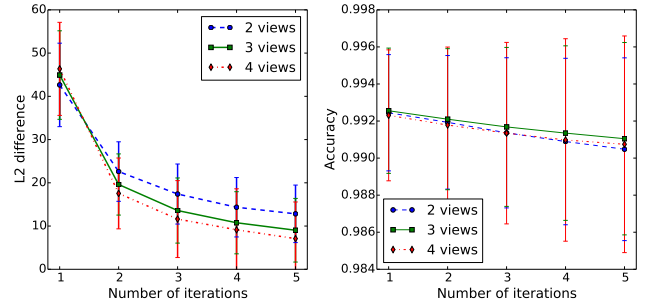 60
50
40
30
20
10
0
L2 difference
2 views
3 views
4 views
1
2
3
4
5
Number of iterations
0.998
0.996
0.994
0.992
0.990
0.988
0.986
0.984
Accuracy
2 views
3 views
4 views
1
2
3
4
5
Number of iterations